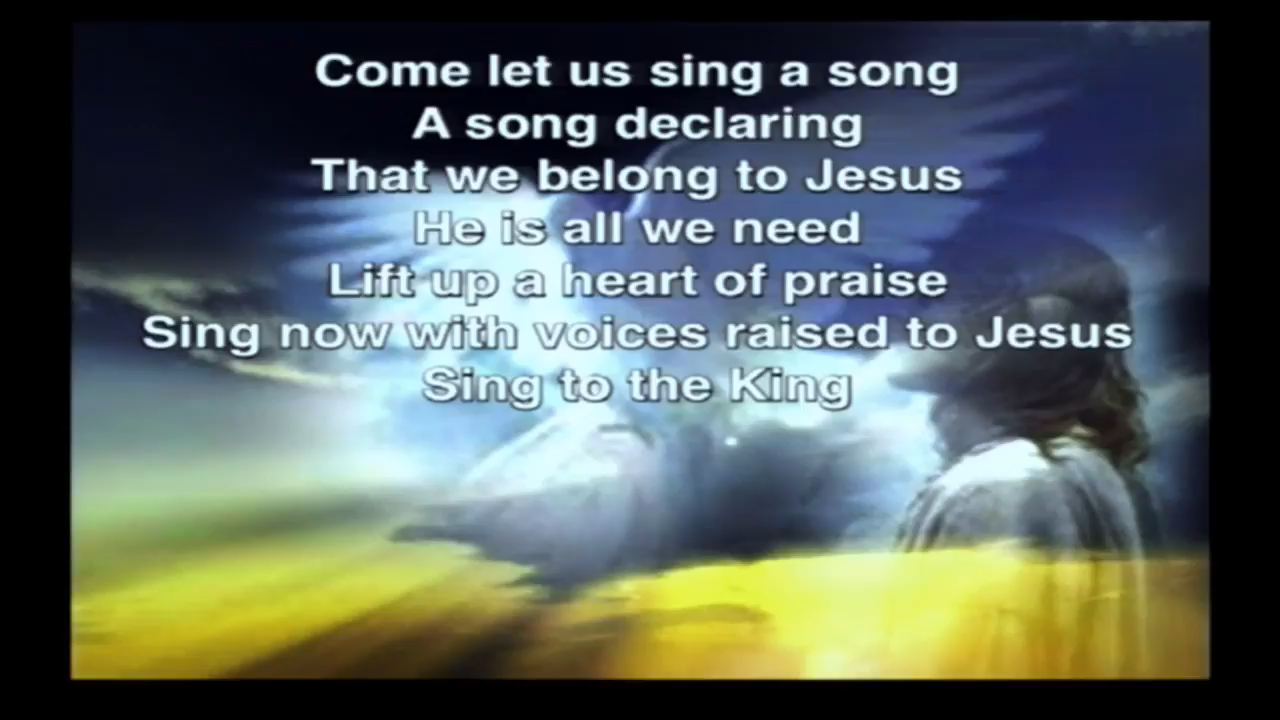 Come let us sing a song
A song declaring
That we belong to Jesus
He is all we need
Lift up a heart of praise
Sing now with voices raised to Jesus
Sing to the King